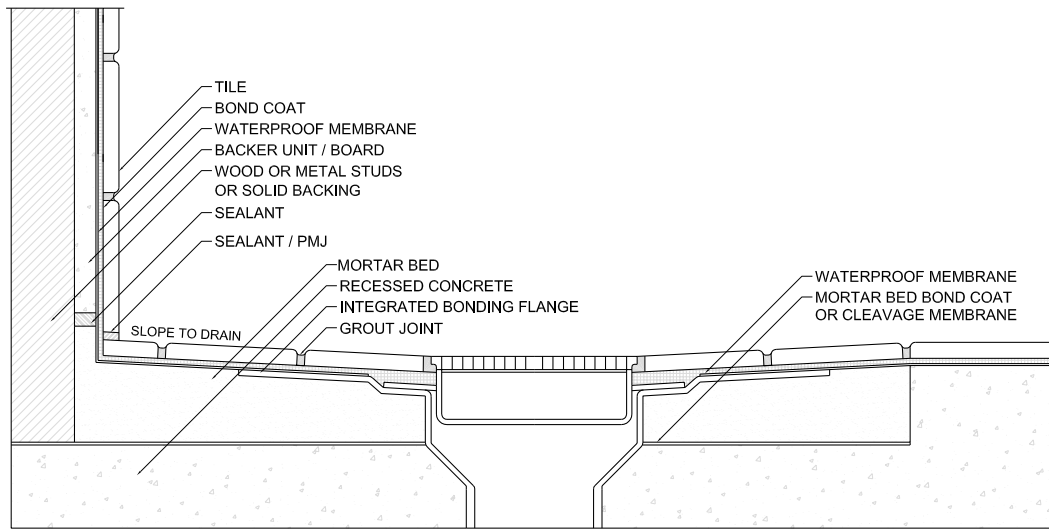 TILE
BOND COAT
WATERPROOF MEMBRANE
BACKER UNIT / BOARD
WOOD OR METAL STUDS
OR SOLID BACKING
SEALANT
SEALANT / PMJ
MORTAR BED
RECESSED CONCRETE
INTEGRATED BONDING FLANGE
GROUT JOINT
SLOPE TO DRAIN
WATERPROOF MEMBRANE
MORTAR BED BOND COAT
OR CLEAVAGE MEMBRANE